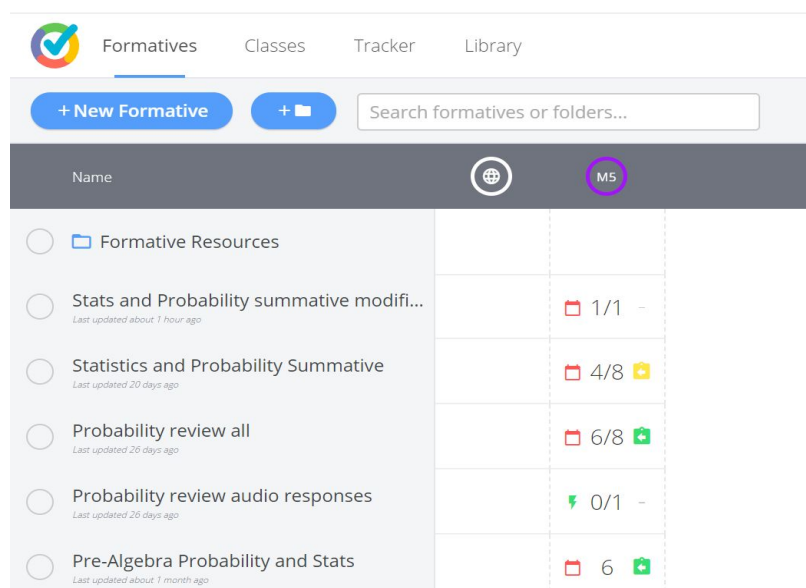 Formatives Classes Tracker Library
+ New Formative + Search formatives or folders...
Name M5
Formative Resources
Stats and Probability summative modifi... 1/1 -
Last updated about 1 hour ago
Statistics and Probability Summative 4/8
Last updated 20 days ago
Probability review all 6/8
Last updated 26 days ago
Probability review audio responses 0/1 -
Last updated 26 days ago
Pre-Algebra Probability and Stats 6
Last updated about 1 month ago